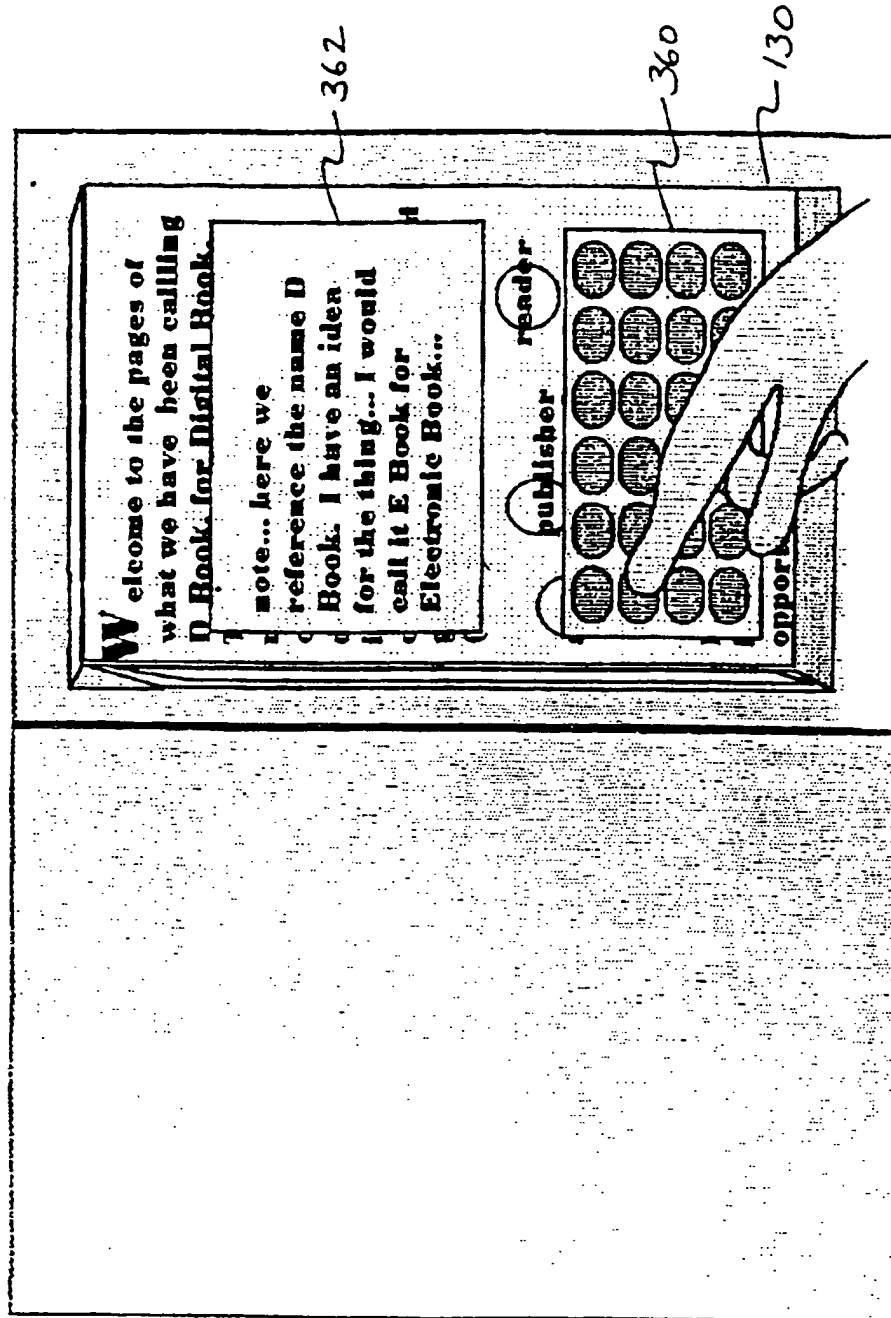 Welcome to the pages of
what we have been callling
D Book, for Digital Book.
note... here we
reference the name D
Book. I have an idea
for the thing... I would
call it E Book for
Electronic Book...
publisher reader
oppor
362
360
130